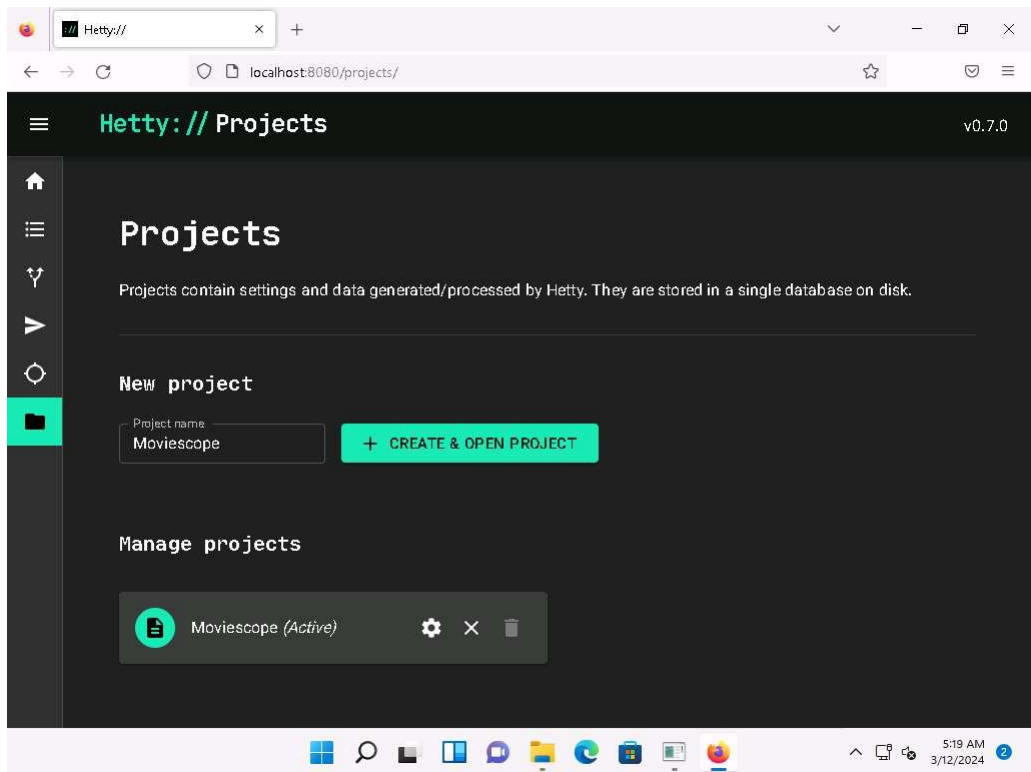 Hetty://
localhost:8080/projects/
Hetty:// Projects
v0.7.0
Projects
Projects contain settings and data generated/processed by Hetty. They are stored in a single database on disk.
New project
Project name
Moviescope
+ CREATE & OPEN PROJECT
Manage projects
Moviescope (Active)
5:19 AM
3/12/2024
2